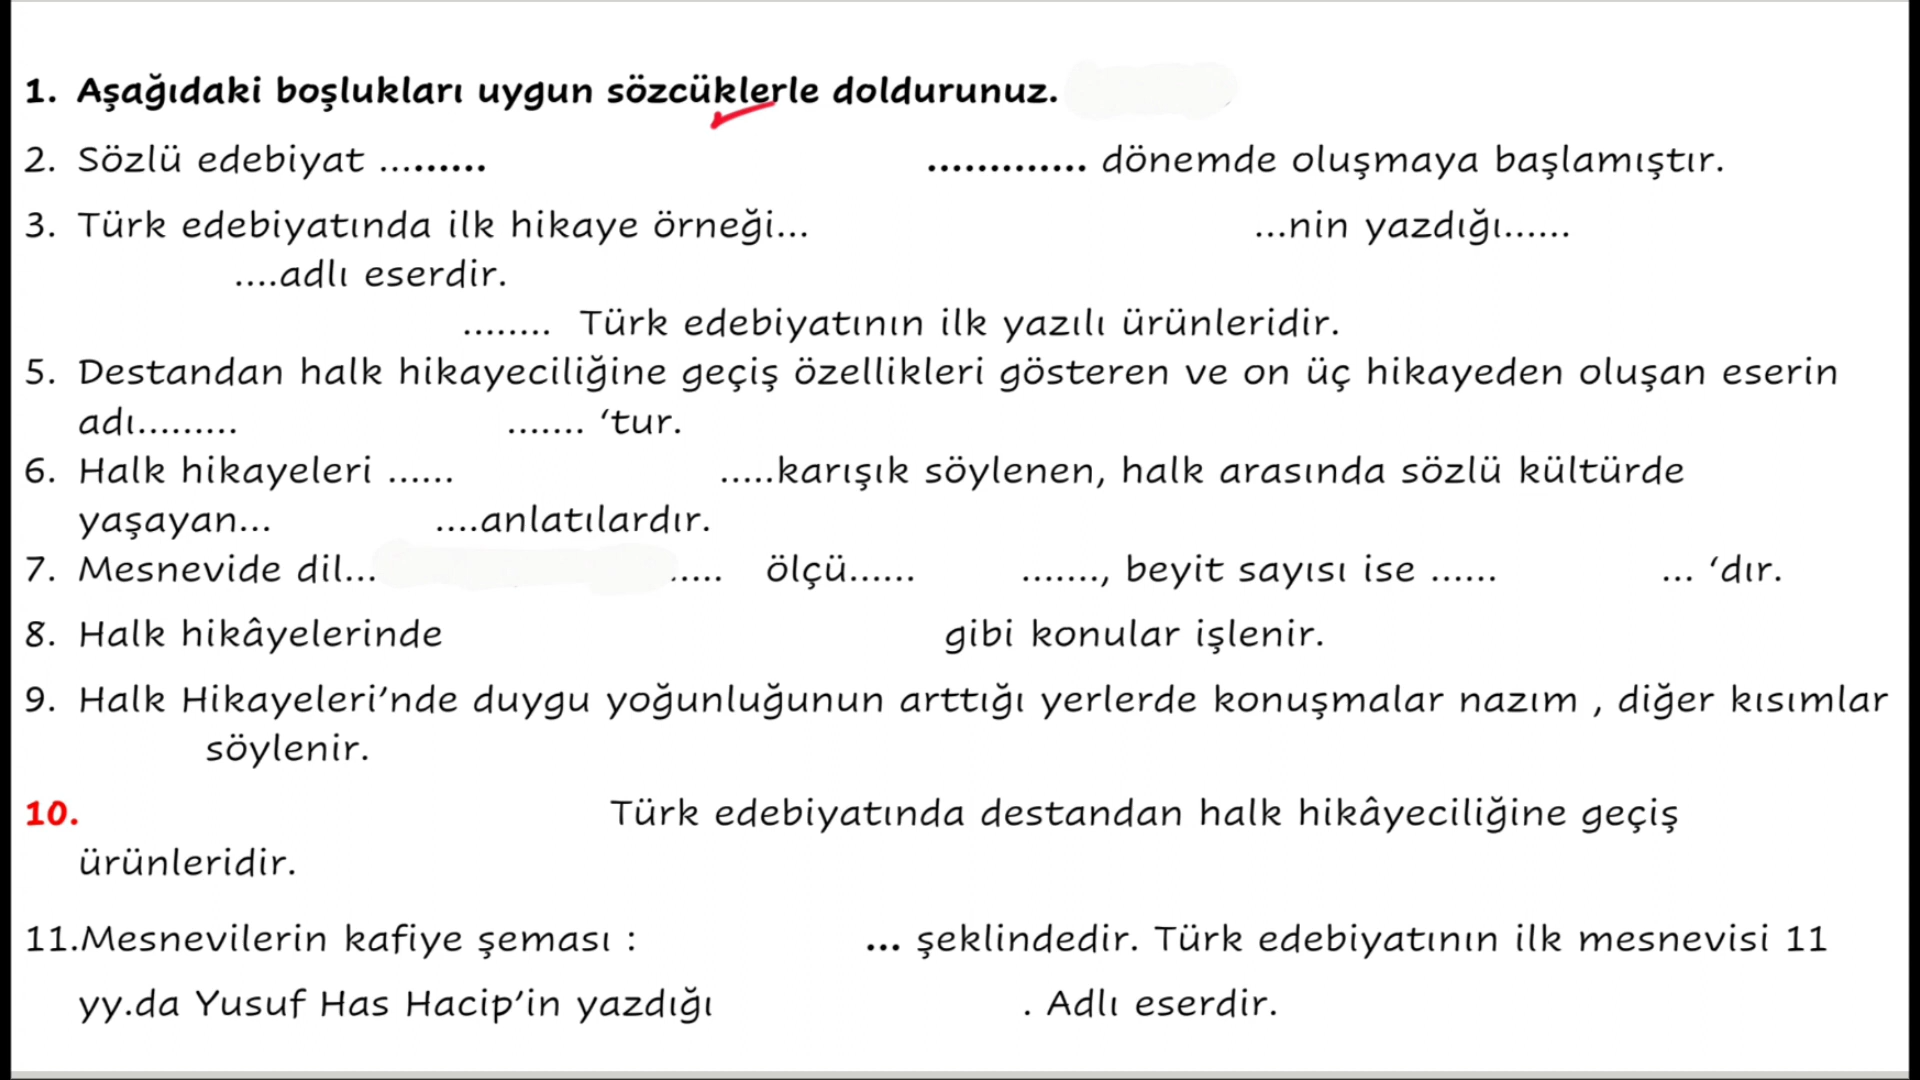 1. Aşağıdaki boşlukları uygun sözcüklerle doldurunuz.
2. Sözlü edebiyat ......... ............. dönemde oluşmaya başlamıştır.
3. Türk edebiyatında ilk hikaye örneği... ...nin yazdığı......
....adlı eserdir.
........ Türk edebiyatının ilk yazılı ürünleridir.
5. Destandan halk hikayeciliğine geçiş özellikleri gösteren ve on üç hikayeden oluşan eserin
adı......... ....... ‘tur.
6. Halk hikayeleri ...... .....karışık söylenen, halk arasında sözlü kültürde
yaşayan... ....anlatılardır.
7. Mesnevide dil... ..... ölçü...... ......., beyit sayısı ise ...... ... ‘dır.
8. Halk hikâyelerinde gibi konular işlenir.
9. Halk Hikayeleri’nde duygu yoğunluğunun arttığı yerlerde konuşmalar nazım , diğer kısımlar
söylenir.
10. Türk edebiyatında destandan halk hikâyeciliğine geçiş
ürünleridir.
11.Mesnevilerin kafiye şeması : ... şeklindedir. Türk edebiyatının ilk mesnevisi 11
yy.da Yusuf Has Hacip’in yazdığı . Adlı eserdir.